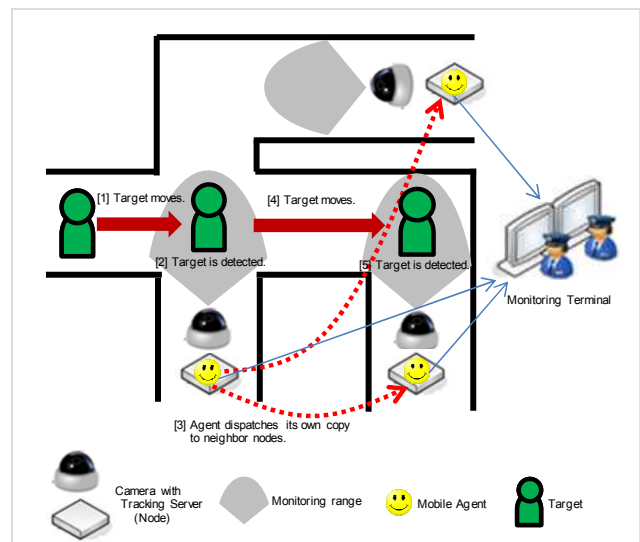 [1] Target moves.
[4] Target moves.
[2] Target is detected.
[5] Target is detected.
Monitoring Terminal
[3] Agent dispatches its own copy
to neighbor nodes.
Camera with
Tracking Server
(Node)
Monitoring range
Mobile Agent
Target